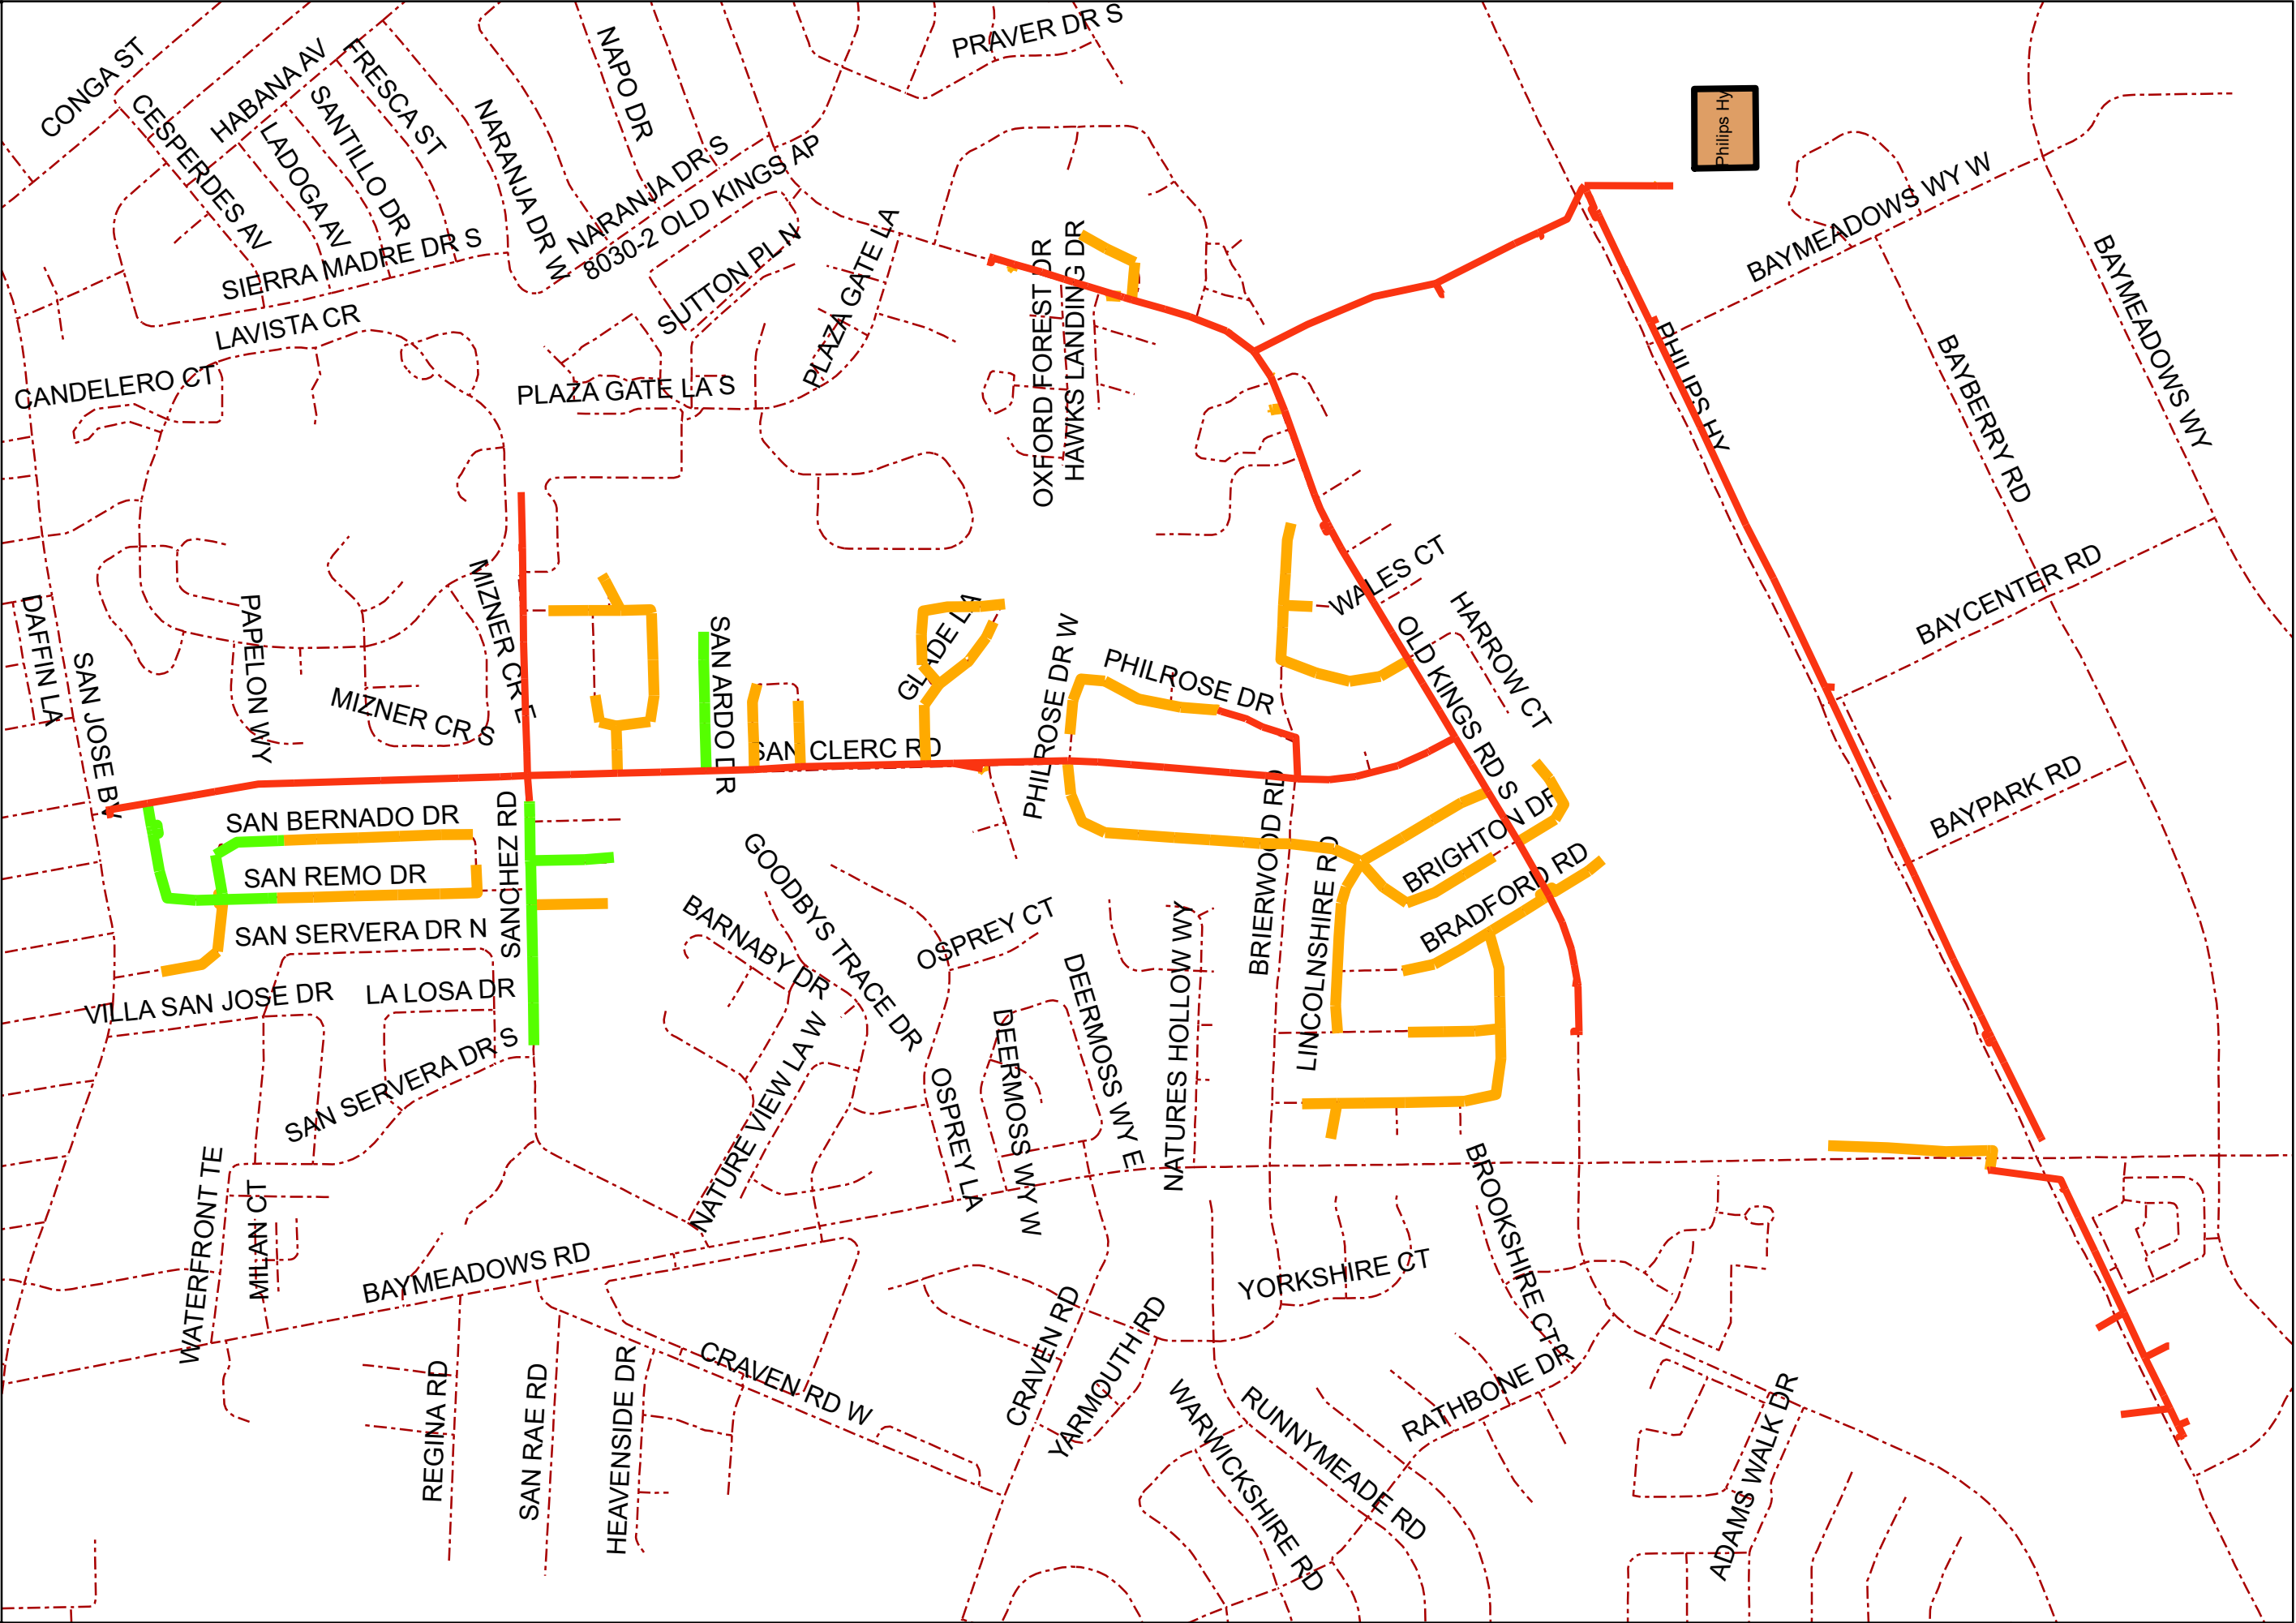 PRAVER DR S
CONGA ST
HABANA AV
FRESCA ST
NAPO DR
CESPERDES AV
SANTILLO DR
LADOGA AV
NARANJA DR W
NARANJA DR S
8030-2 OLD KINGS AP
Philips Hy
BAYMEADOWS WY W
SIERRA MADRE DR S
SUTTON PL N
PLAZA GATE LA
OXFORD FOREST DR
HAWKS LANDING DR
BAYMEADOWS WY
LAVISTA CR
CANDELERO CT
PLAZA GATE LA S
PHILIPS HY
BAYBERRY RD
WALES CT
HARROW CT
BAYCENTER RD
DAFFIN LA
PAPELON WY
MIZNER CR E
SAN ARDO DR
GLADE LA
PHILROSE DR W
PHILROSE DR
OLD KINGS RD S
SAN JOSE BV
MIZNER CR S
SAN CLERC RD
BAYPARK RD
SAN BERNADO DR
SANCHEZ RD
BRIERWOOD RD
BRIGHTON DR
SAN REMO DR
GOODBYS TRACE DR
LINCOLNSHIRE RD
BRADFORD RD
SAN SERVERA DR N
BARNABY DR
OSPREY CT
NATURES HOLLOW WY
VILLA SAN JOSE DR
LA LOSA DR
DEERMOSS WY E
SAN SERVERA DR S
NATURE VIEW LA W
OSPREY LA
DEERMOSS WY W
WATERFRONT TE
MILAN CT
BROOKSHIRE CT
BAYMEADOWS RD
YORKSHIRE CT
CRAVEN RD
YARMOUTH RD
CRAVEN RD W
REGINA RD
SAN RAE RD
HEAVENSIDE DR
RATHBONE DR
WARWICKSHIRE RD
RUNNYMEADE RD
ADAMS WALK DR